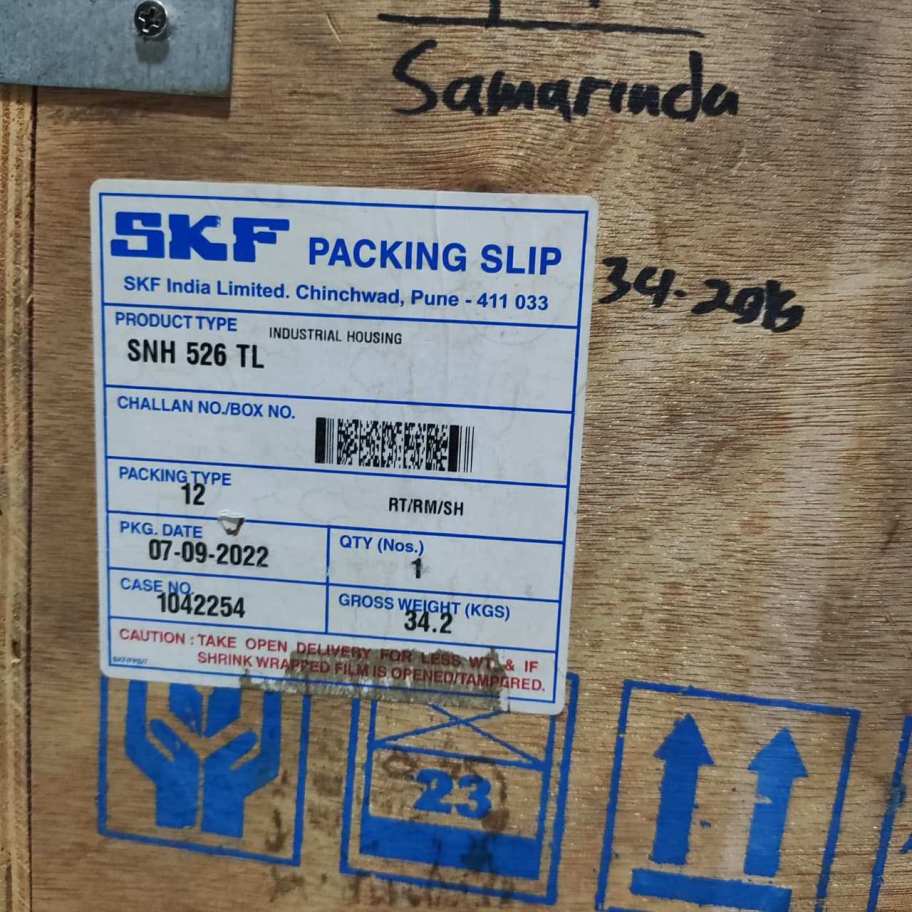 Samarinda
SKF PACKING SLIP
SKF India Limited. Chinchwad, Pune - 411 033
PRODUCT TYPE
INDUSTRIAL HOUSING
SNH 526 TL
CHALLAN NO./BOX NO.
PACKING TYPE
12
RT/RM/SH
PKG. DATE
07-09-2022
QTY (Nos.)
1
CASE NO.
1042254
GROSS WEIGHT (KGS)
34.2
CAUTION : TAKE OPEN DELIVERY FOR LESS WT. & IF
SHRINK WRAPPED FILM IS OPENED/TAMPERED.
23